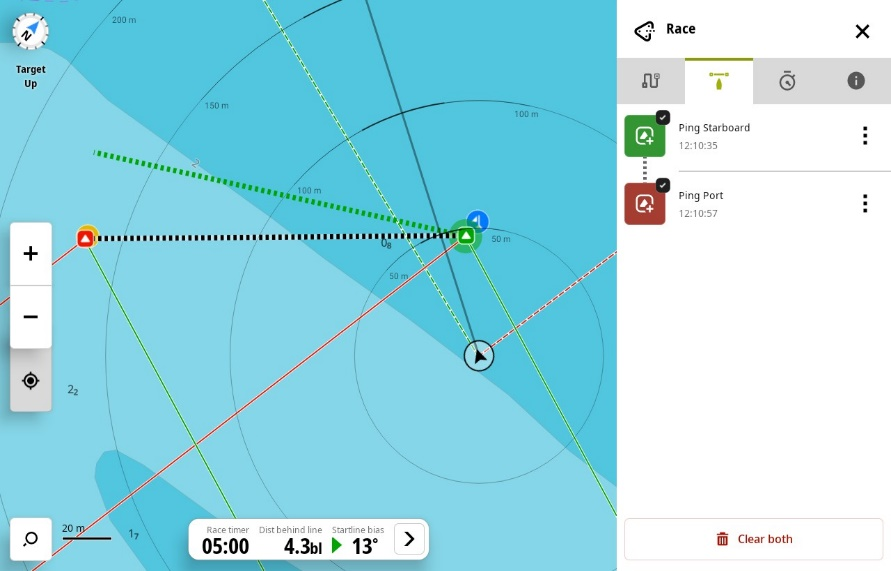 200 m
N
Target
Up
150 m
100 m
100 m
50 m
50 m
0₈
2
2₂
1₇
+
−
20 m
Race timer
05:00
Dist behind line
4.3bl
Startline bias
13°
Race
Ping Starboard
12:10:35
Ping Port
12:10:57
Clear both